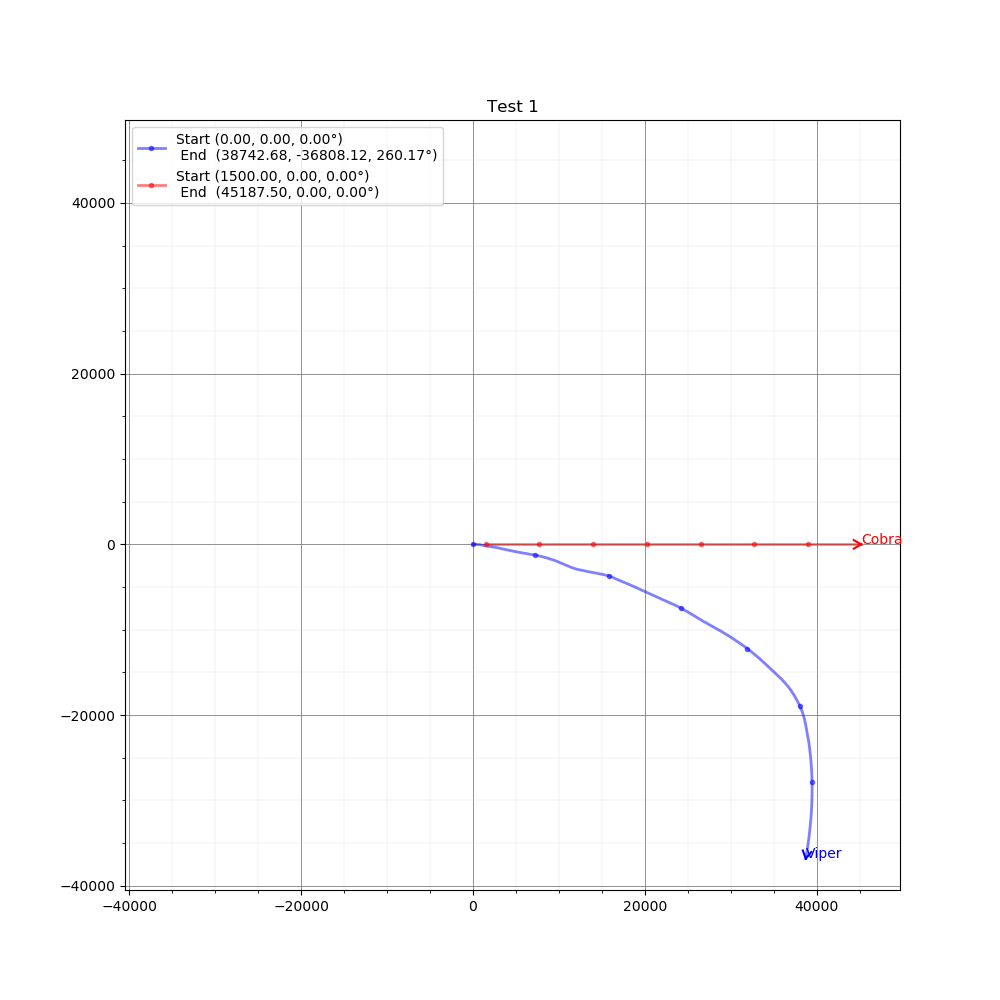 Test 1
Start (0.00, 0.00, 0.00°)
End (38742.68, -36808.12, 260.17°)
Start (1500.00, 0.00, 0.00°)
End (45187.50, 0.00, 0.00°)
40000
20000
0
−20000
−40000
Cobra
Viper
−40000
−20000
0
20000
40000